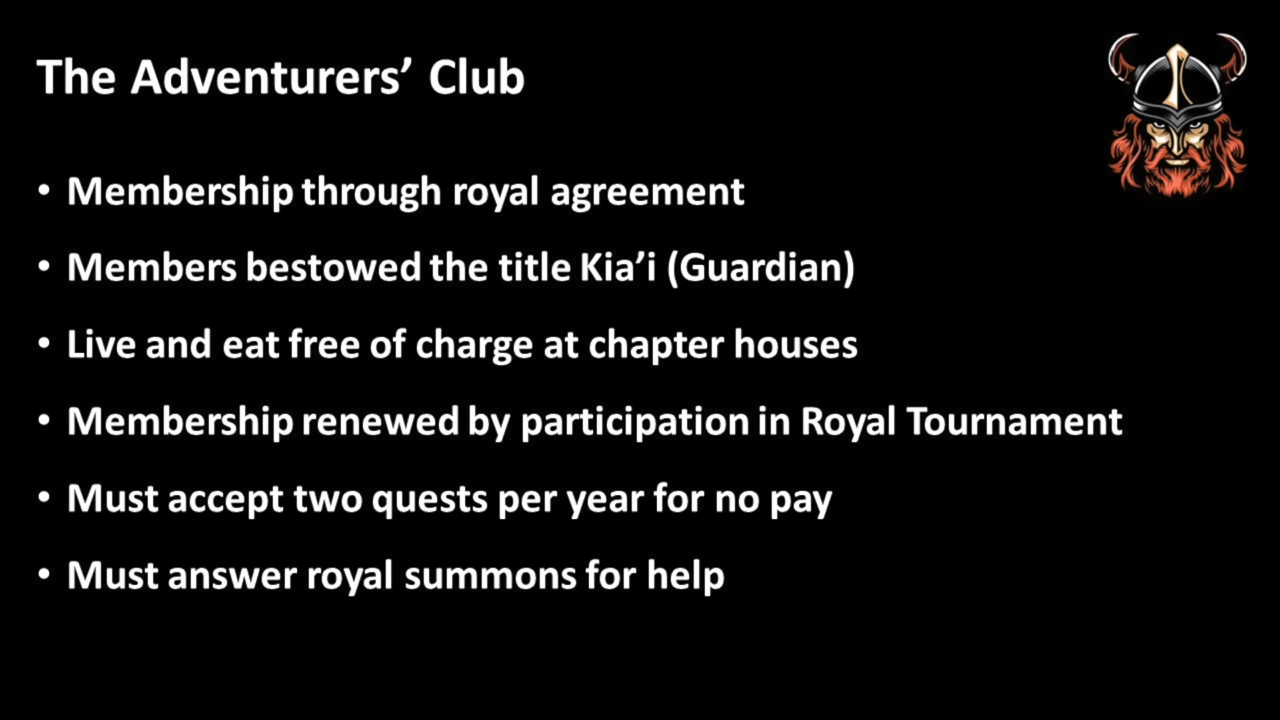 The Adventurers’ Club
• Membership through royal agreement
• Members bestowed the title Kia’i (Guardian)
• Live and eat free of charge at chapter houses
• Membership renewed by participation in Royal Tournament
• Must accept two quests per year for no pay
• Must answer royal summons for help